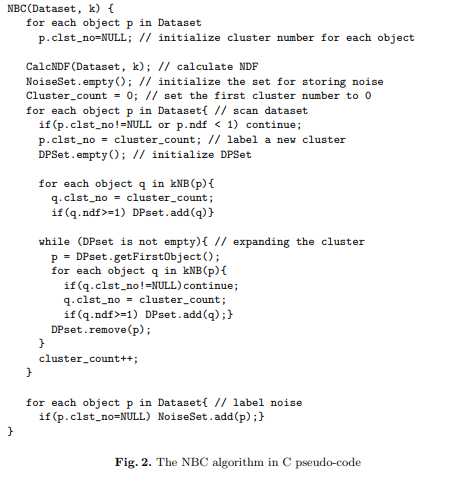 NBC(Dataset, k) {
for each object p in Dataset
p.clst_no=NULL; // initialize cluster number for each object
CalcNDF(Dataset, k); // calculate NDF
NoiseSet.empty(); // initialize the set for storing noise
Cluster_count = 0; // set the first cluster number to 0
for each object p in Dataset{ // scan dataset
if(p.clst_no!=NULL or p.ndf < 1) continue;
p.clst_no = cluster_count; // label a new cluster
DPSet.empty(); // initialize DPSet
for each object q in kNB(p){
q.clst_no = cluster_count;
if(q.ndf>=1) DPset.add(q)}
while (DPset is not empty){ // expanding the cluster
p = DPset.getFirstObject();
for each object q in kNB(p){
if(q.clst_no!=NULL)continue;
q.clst_no = cluster_count;
if(q.ndf>=1) DPset.add(q);}
DPset.remove(p);
}
cluster_count++;
}
for each object p in Dataset{ // label noise
if(p.clst_no=NULL) NoiseSet.add(p);}
}
Fig. 2. The NBC algorithm in C pseudo-code